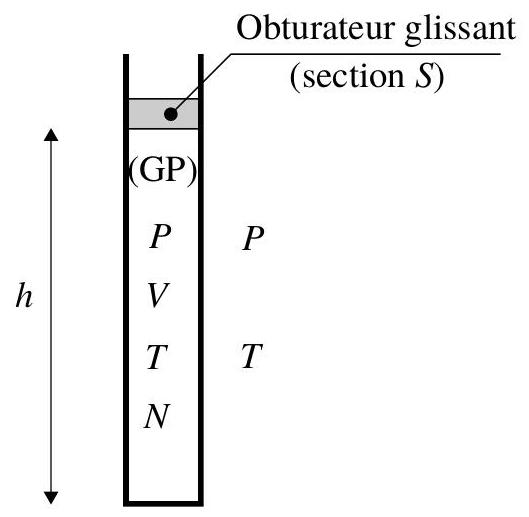 Obturateur glissant
(section S)
(GP)
P P
V
h
T T
N